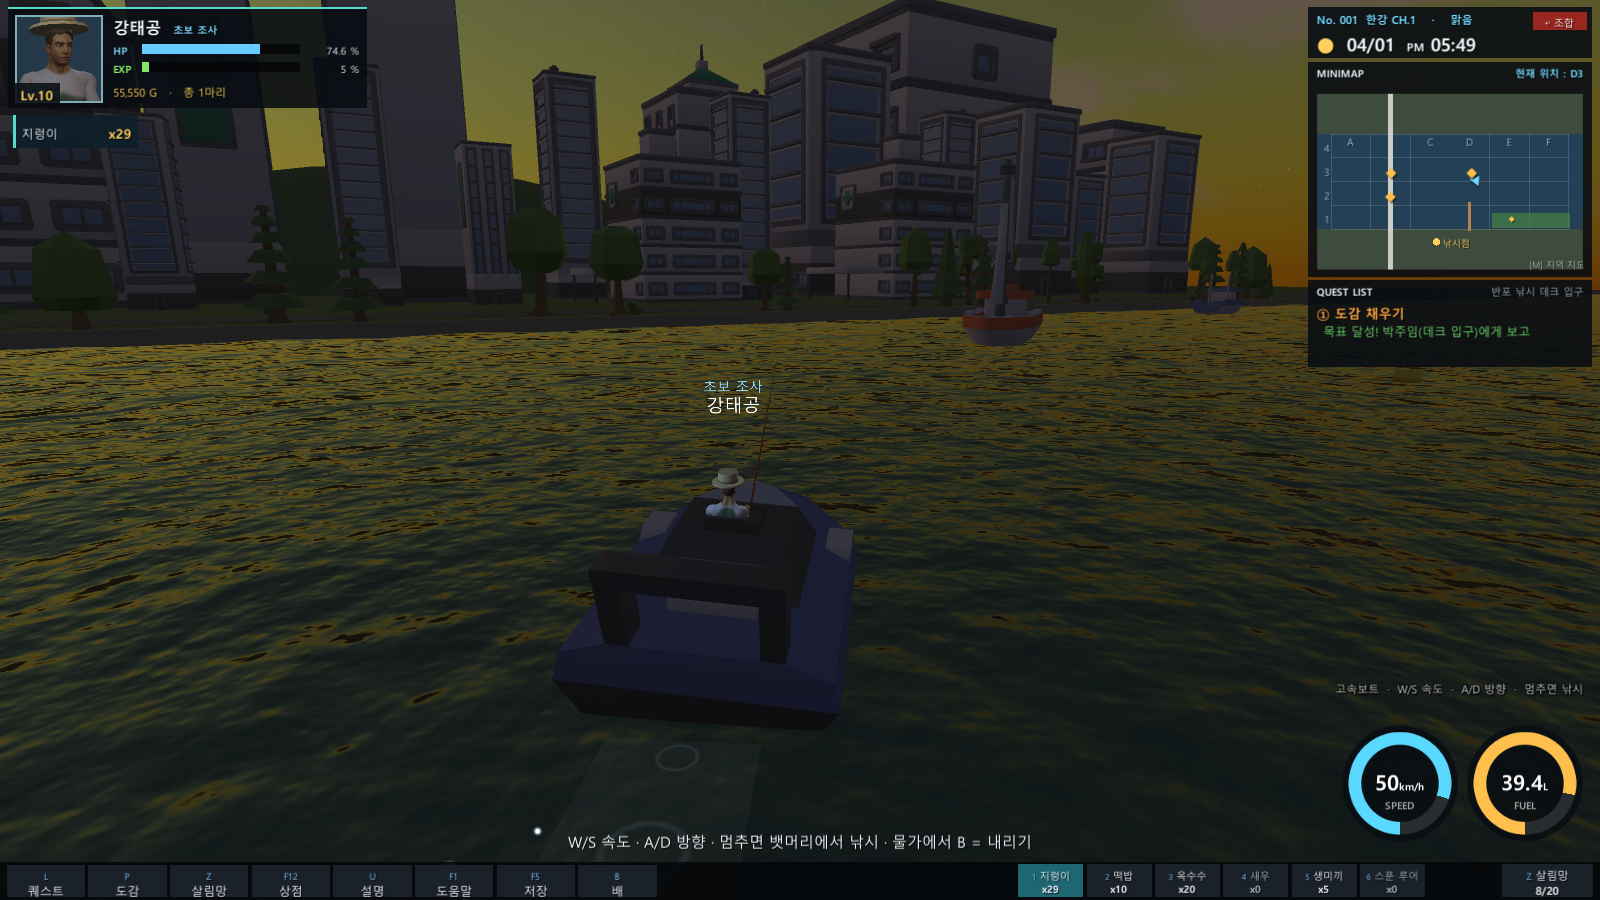 강태공 초보 조사
HP 74.6 %
EXP 5 %
Lv.10
55,550 G · 총 1마리
지렁이 x29
No. 001 한강 CH.1 · 맑음
조합
04/01 PM 05:49
MINIMAP 현재 위치 : D3
A C D E F
4
3
2
1
낚시점
[M] 지역 지도
QUEST LIST 반포 낚시 데크 입구
① 도감 채우기
목표 달성! 박주임(데크 입구)에게 보고
초보 조사
강태공
고속보트 · W/S 속도 · A/D 방향 · 멈추면 낚시
50km/h
SPEED
39.4L
FUEL
W/S 속도 · A/D 방향 · 멈추면 뱃머리에서 낚시 · 물가에서 B = 내리기
L 퀘스트
P 도감
Z 살림망
F12 상점
U 설명
F1 도움말
F5 저장
B 배
1 지렁이 x29
2 떡밥 x10
3 옥수수 x20
4 새우 x0
5 생미끼 x5
6 스푼 루어 x0
Z 살림망 8/20